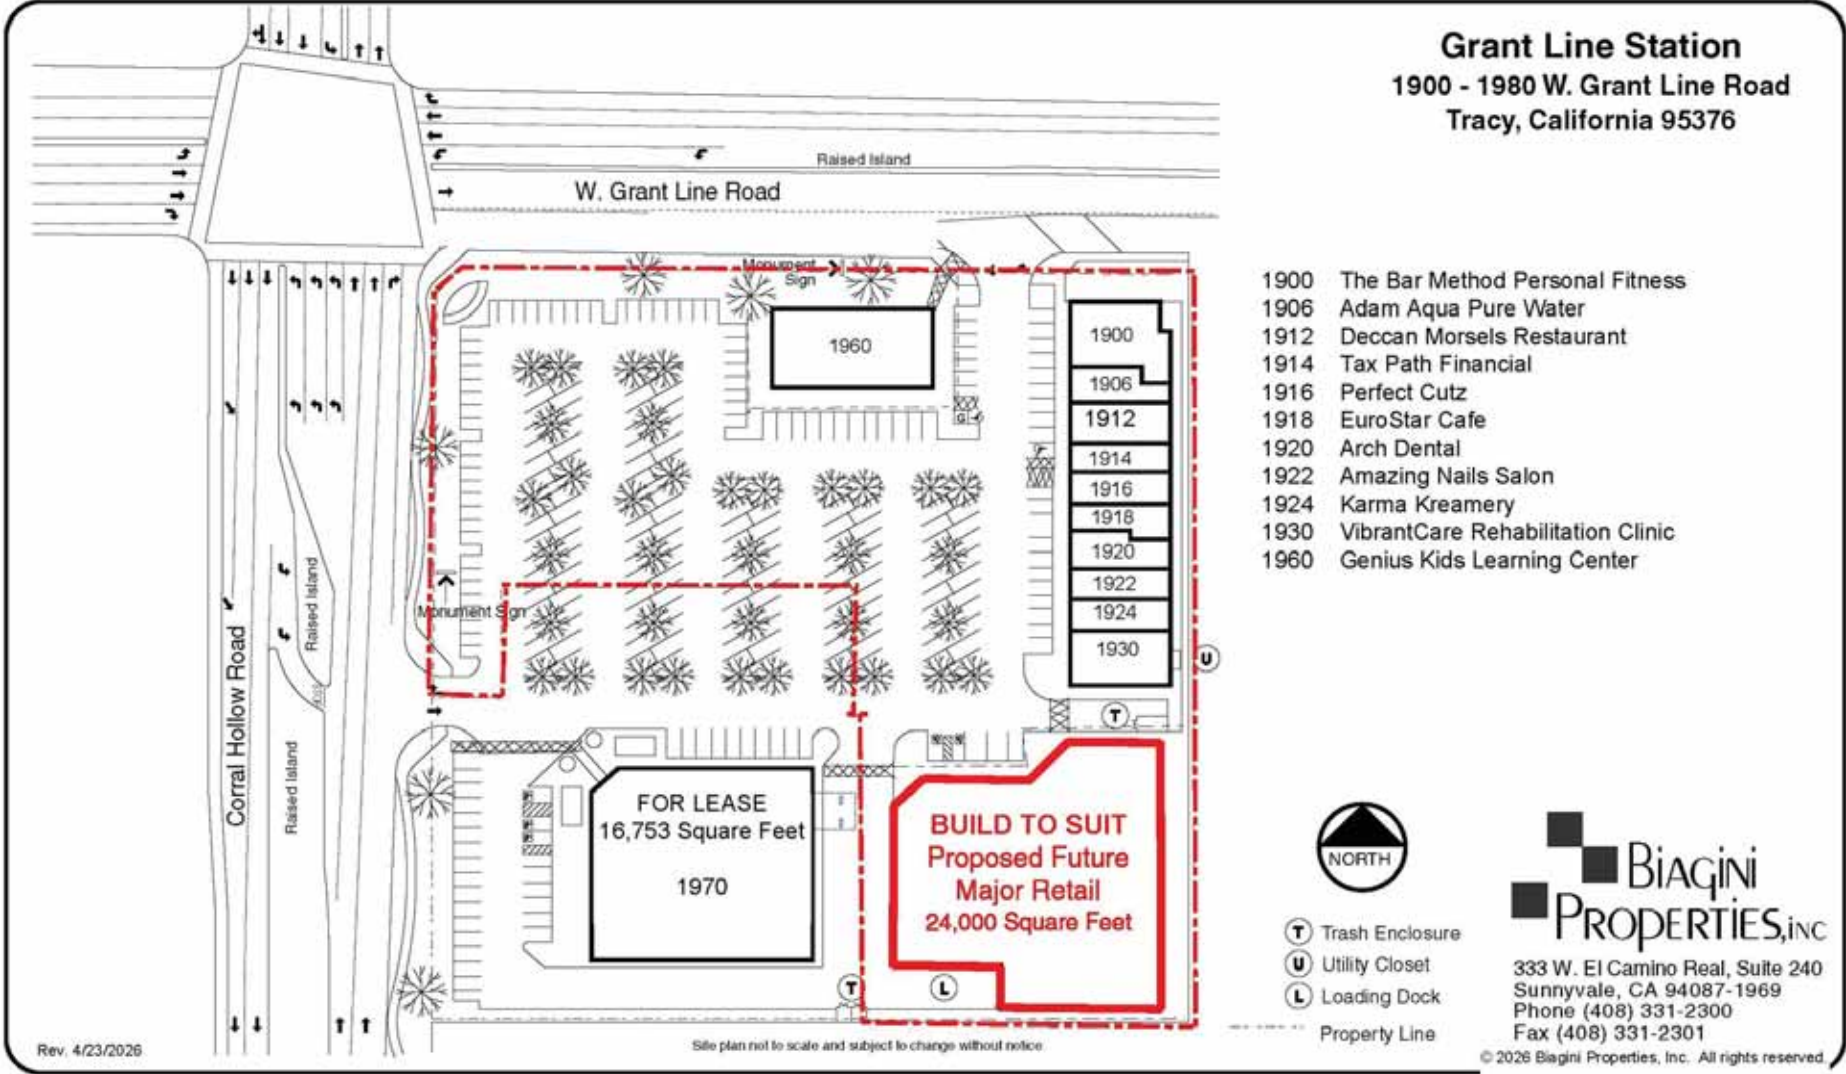 Grant Line Station
1900 - 1980 W. Grant Line Road
Tracy, California 95376
Raised Island
W. Grant Line Road
Monument
Sign
1900 The Bar Method Personal Fitness
1906 Adam Aqua Pure Water
1912 Deccan Morsels Restaurant
1914 Tax Path Financial
1916 Perfect Cutz
1918 EuroStar Cafe
1920 Arch Dental
1922 Amazing Nails Salon
1924 Karma Kreamery
1930 VibrantCare Rehabilitation Clinic
1960 Genius Kids Learning Center
1960
G
1900
1906
1912
1914
1916
1918
1920
1922
1924
1930
U
T
Monument Sign
Raised Island
Corral Hollow Road
Raised Island
FOR LEASE
16,753 Square Feet
1970
BUILD TO SUIT
Proposed Future
Major Retail
24,000 Square Feet
T
L
NORTH
T Trash Enclosure
U Utility Closet
L Loading Dock
Property Line
BiAgiNi
PROPERTiES,iNC
333 W. El Camino Real, Suite 240
Sunnyvale, CA 94087-1969
Phone (408) 331-2300
Fax (408) 331-2301
© 2026 Biagini Properties, Inc. All rights reserved.
Rev. 4/23/2026
Site plan not to scale and subject to change without notice